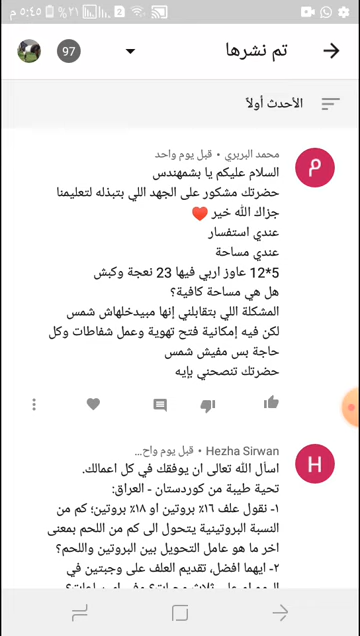 ٥:٤٥ م
٢١%
2
تم نشرها
97
الأحدث أولاً
محمد البربري • قبل يوم واحد
م
السلام عليكم يا بشمهندس
حضرتك مشكور على الجهد اللي بتبذله لتعليمنا
جزاك الله خير ❤️
عندي استفسار
عندي مساحة
5*12 عاوز اربي فيها 23 نعجة وكبش
هل هي مساحة كافية؟
المشكلة اللي بتقابلني إنها مبيدخلهاش شمس
لكن فيه إمكانية فتح تهوية وعمل شفاطات وكل
حاجة بس مفيش شمس
حضرتك تنصحني بإيه
Hezha Sirwan • قبل يوم واح...
H
اسأل الله تعالى ان يوفقك في كل اعمالك.
تحية طيبة من كوردستان - العراق:
١- نقول علف ١٦٪ بروتين او ١٨٪ بروتين؛ كم من
النسبة البروتينية يتحول الى كم من اللحم بمعنى
اخر ما هو عامل التحويل بين البروتين واللحم؟
٢- ايهما افضل، تقديم العلف على وجبتين في